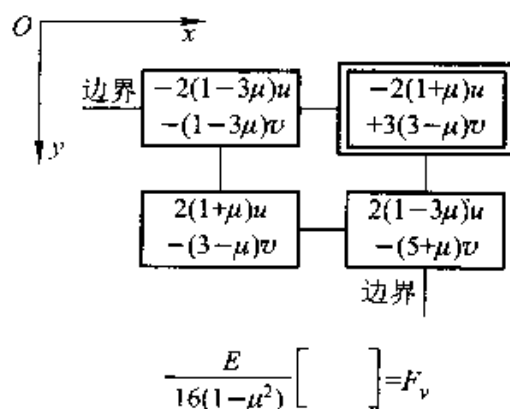 O
x
y
边界
−2(1−3μ)u
−(1−3μ)v
−2(1+μ)u
+3(3−μ)v
2(1+μ)u
−(3−μ)v
2(1−3μ)u
−(5+μ)v
边界
E/16(1−μ²) [ ]=Fᵥ